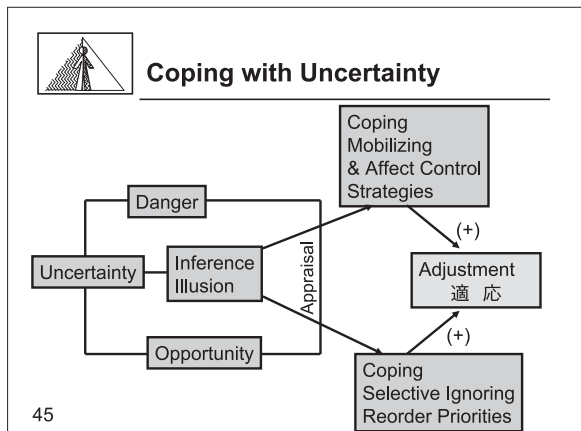 Coping with Uncertainty
Coping
Mobilizing
& Affect Control
Strategies
Danger
(+)
Uncertainty
Inference
Illusion
Appraisal
Adjustment
適 応
Opportunity
(+)
Coping
Selective Ignoring
Reorder Priorities
45